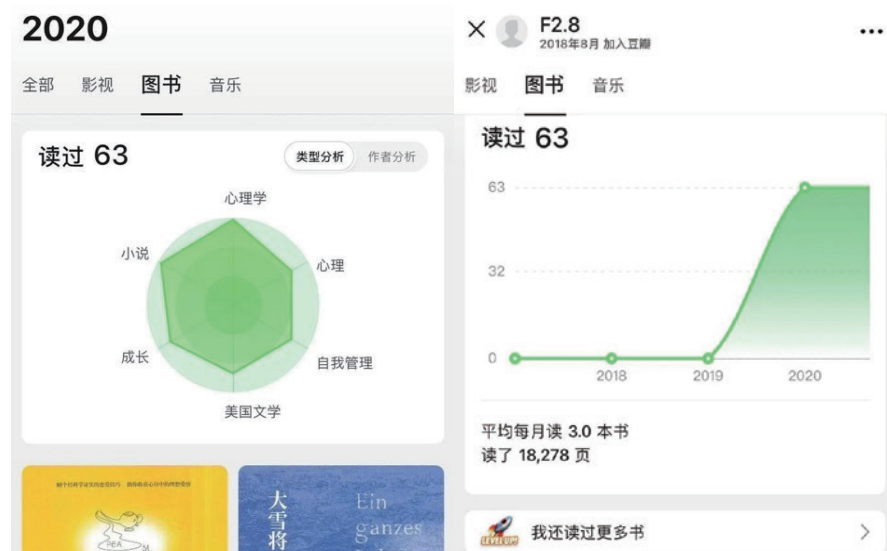 2020
全部 影视 图书 音乐
读过 63
类型分析 作者分析
心理学
小说
心理
成长
自我管理
美国文学
PEA
大雪将
Ein
ganzes
F2.8
2018年8月 加入豆瓣
影视 图书 音乐
读过 63
63
32
0
2018 2019 2020
平均每月读 3.0 本书
读了 18,278 页
LEVEL UP!
我还读过更多书